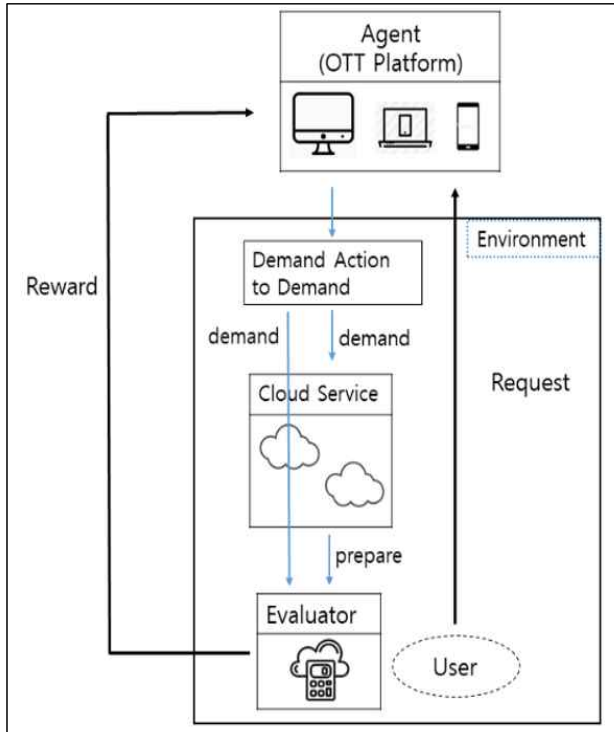 Agent
(OTT Platform)
Environment
Demand Action
to Demand
Reward
demand
demand
Request
Cloud Service
prepare
Evaluator
User